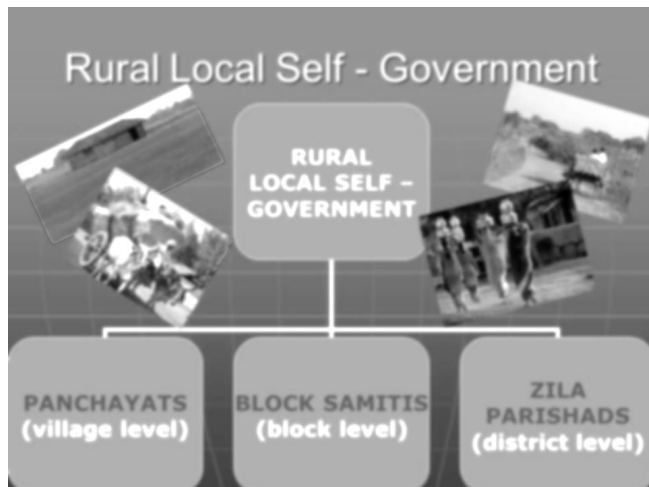 Rural Local Self - Government
RURAL
LOCAL SELF –
GOVERNMENT
PANCHAYATS
(village level)
BLOCK SAMITIS
(block level)
ZILA
PARISHADS
(district level)